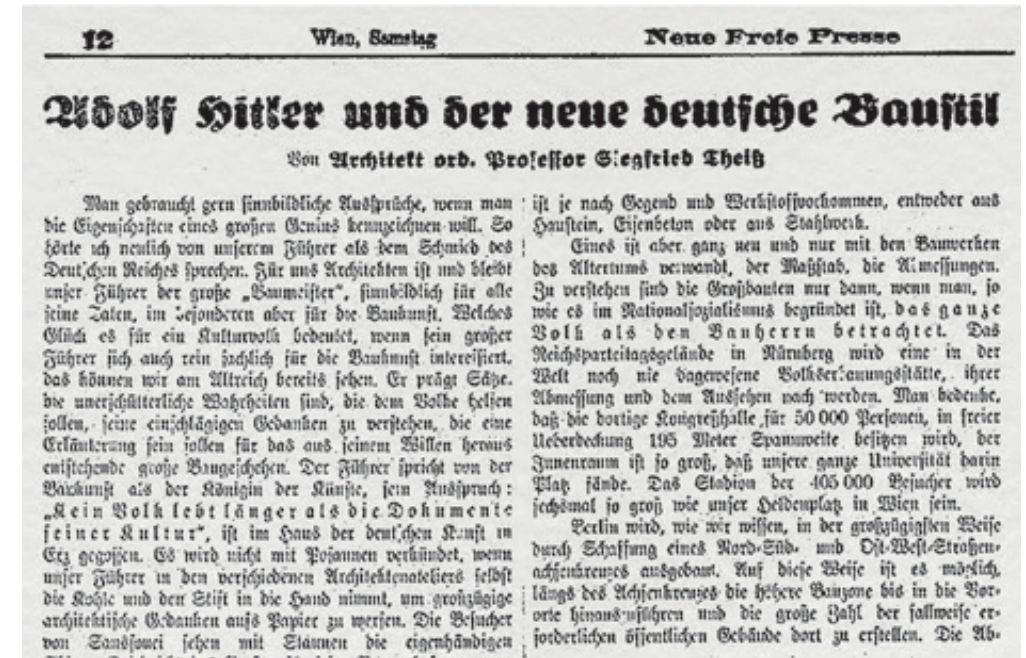 12
Wien, Samstag
Neue Freie Presse
Adolf Hitler und der neue deutsche Baustil
Von Architekt ord. Professor Siegfried Theiß
Man gebraucht gern sinnbildliche Aussprüche, wenn man
die Eigenschaften eines großen Genius kennzeichnen will. So
hörte ich neulich von unserem Führer als dem Schmied des
Deutschen Reiches sprechen. Für uns Architekten ist und bleibt
unser Führer der große „Baumeister“, sinnbildlich für alle
seine Taten, im besonderen aber für die Baukunst. Welches
Glück es für ein Kulturvolk bedeutet, wenn sein großer
Führer sich auch rein sachlich für die Baukunst interessiert,
das können wir am Altreich bereits sehen. Er prägt Sätze,
die unerschütterliche Wahrheiten sind, die dem Volke helfen
sollen, seine einschlägigen Gedanken zu verstehen, die eine
Erläuterung sein sollen für das aus seinem Willen heraus
entstehende große Baugeschehen. Der Führer spricht von der
Baukunst als der Königin der Künste, sein Ausspruch:
„Kein Volk lebt länger als die Dokumente
seiner Kultur“, ist im Haus der deutschen Kunst in
Erz gegossen. Es wird nicht mit Posaunen verkündet, wenn
unser Führer in den verschiedenen Architektenateliers selbst
die Kohle und den Stift in die Hand nimmt, um großzügige
architektische Gedanken aufs Papier zu werfen. Die Besucher
von Sanssouci sehen mit Staunen die eigenhändigen
ist je nach Gegend und Werkstoffvorkommen, entweder aus
Haustein, Eisenbeton oder aus Stahlwerk.
Eines ist aber ganz neu und nur mit den Bauwerken
des Altertums verwandt, der Maßstab, die Abmessungen.
Zu verstehen sind die Großbauten nur dann, wenn man, so
wie es im Nationalsozialismus begründet ist, das ganze
Volk als den Bauherrn betrachtet. Das
Reichsparteitagsgelände in Nürnberg wird eine in der
Welt noch nie dagewesene Volkserbauungsstätte, ihrer
Abmessung und dem Aussehen nach werden. Man bedenke,
daß die dortige Kongreßhalle für 50 000 Personen, in freier
Ueberdeckung 195 Meter Spannweite besitzen wird, der
Innenraum ist so groß, daß unsere ganze Universität darin
Platz fände. Das Stadion der 405 000 Besucher wird
sechsmal so groß wie unser Heldenplatz in Wien sein.
Berlin wird, wie wir wissen, in der großzügigsten Weise
durch Schaffung eines Nord-Süd- und Ost-West-Straßen-
achsenkreuzes ausgebaut. Auf diese Weise ist es möglich,
längs des Achsenkreuzes die höhere Bauzone bis in die Vor-
orte hinauszuführen und die große Zahl der fallweise er-
forderlichen öffentlichen Gebäude dort zu erstellen. Die Ab-